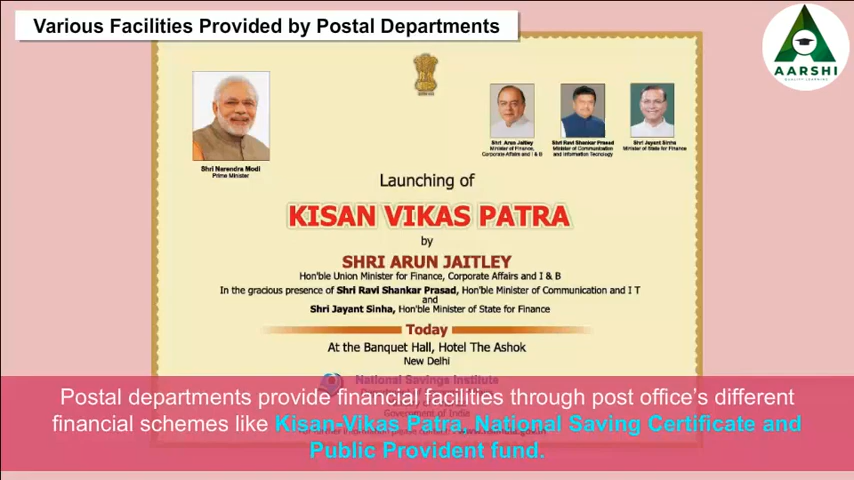 Various Facilities Provided by Postal Departments
AARSHI
QUALITY LEARNING
Shri Narendra Modi
Prime Minister
Shri Arun Jaitley
Minister of Finance,
Corporate Affairs and I & B
Shri Ravi Shankar Prasad
Minister of Communication
and Information Tecnology
Shri Jayant Sinha
Minister of State for Finance
Launching of
KISAN VIKAS PATRA
by
SHRI ARUN JAITLEY
Hon'ble Union Minister for Finance, Corporate Affairs and I & B
In the gracious presence of Shri Ravi Shankar Prasad, Hon'ble Minister of Communication and I T
and
Shri Jayant Sinha, Hon'ble Minister of State for Finance
Today
At the Banquet Hall, Hotel The Ashok
New Delhi
National Savings Institute
Government of India
Postal departments provide financial facilities through post office's different
financial schemes like Kisan-Vikas Patra, National Saving Certificate and
Public Provident fund.